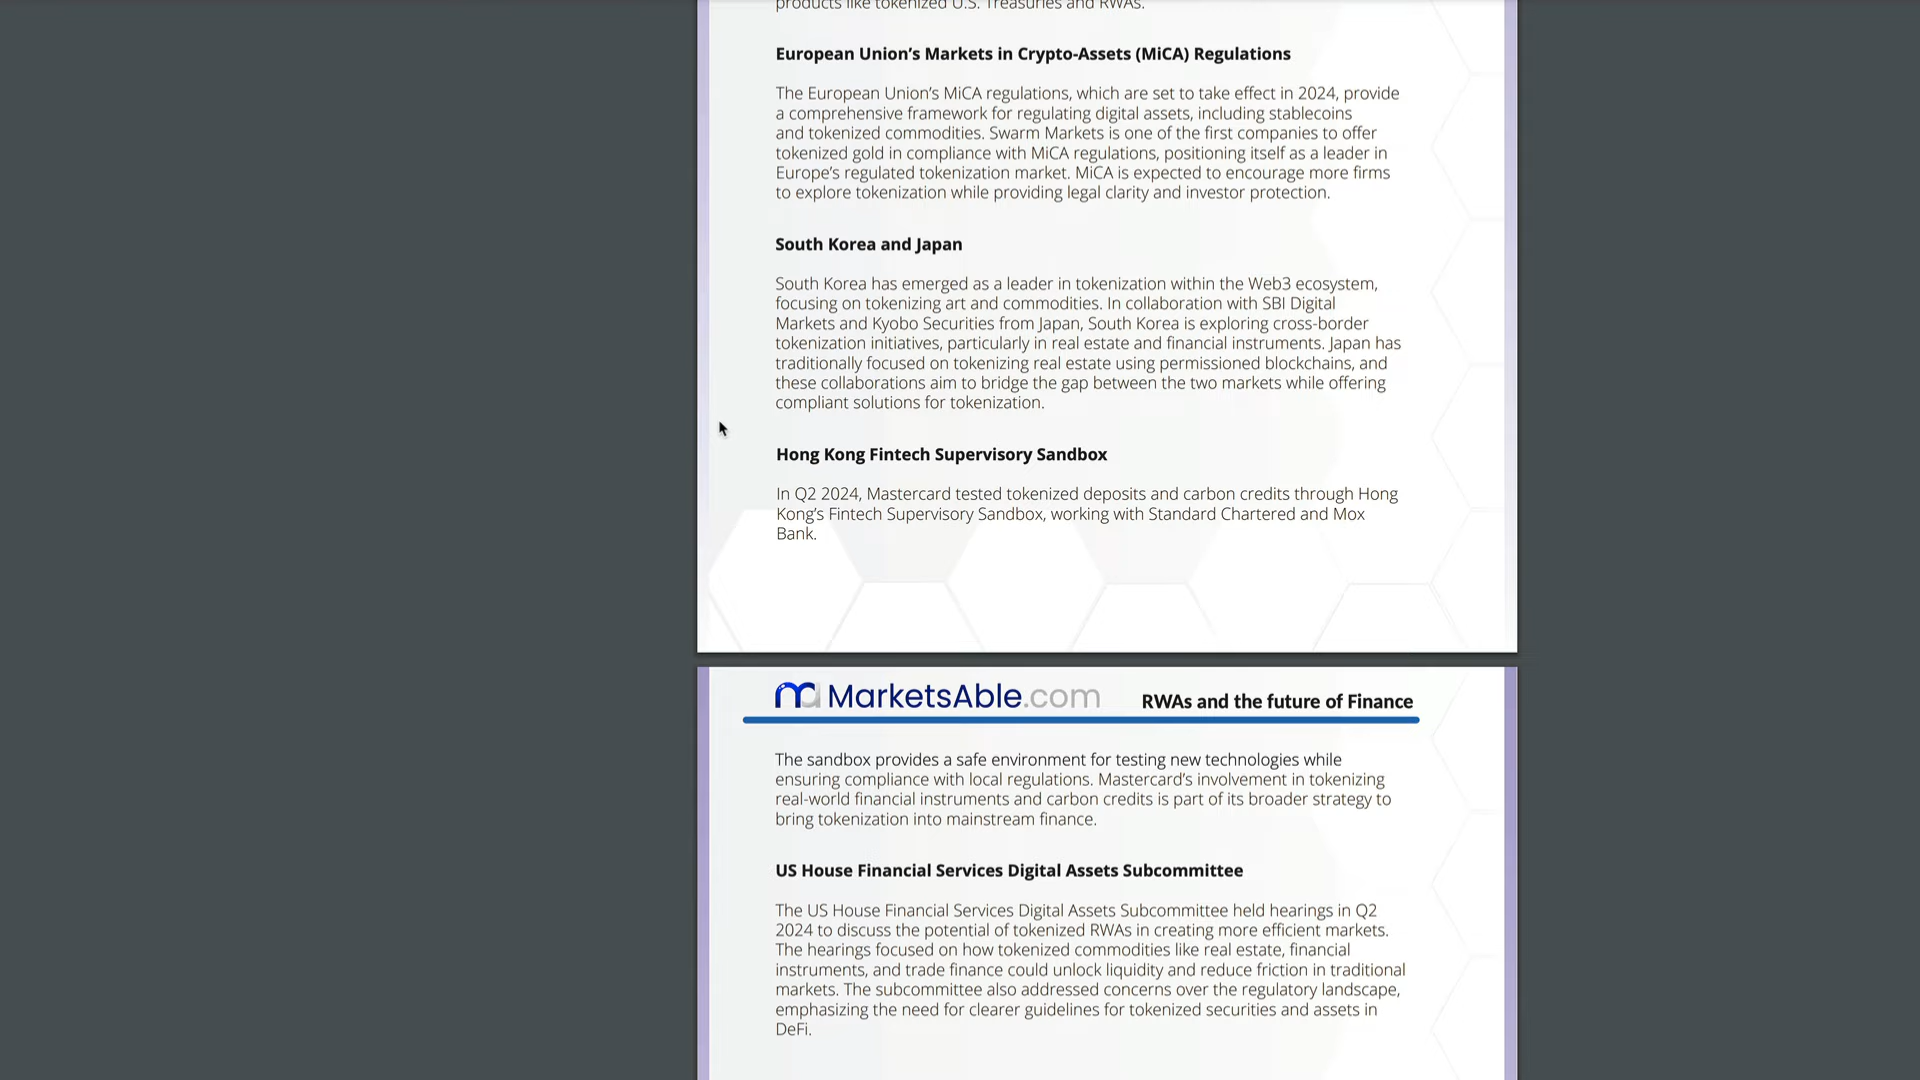 products like tokenized U.S. Treasuries and RWAs.
European Union’s Markets in Crypto-Assets (MiCA) Regulations
The European Union’s MiCA regulations, which are set to take effect in 2024, provide
a comprehensive framework for regulating digital assets, including stablecoins
and tokenized commodities. Swarm Markets is one of the first companies to offer
tokenized gold in compliance with MiCA regulations, positioning itself as a leader in
Europe’s regulated tokenization market. MiCA is expected to encourage more firms
to explore tokenization while providing legal clarity and investor protection.
South Korea and Japan
South Korea has emerged as a leader in tokenization within the Web3 ecosystem,
focusing on tokenizing art and commodities. In collaboration with SBI Digital
Markets and Kyobo Securities from Japan, South Korea is exploring cross-border
tokenization initiatives, particularly in real estate and financial instruments. Japan has
traditionally focused on tokenizing real estate using permissioned blockchains, and
these collaborations aim to bridge the gap between the two markets while offering
compliant solutions for tokenization.
Hong Kong Fintech Supervisory Sandbox
In Q2 2024, Mastercard tested tokenized deposits and carbon credits through Hong
Kong’s Fintech Supervisory Sandbox, working with Standard Chartered and Mox
Bank.
MarketsAble.com RWAs and the future of Finance
The sandbox provides a safe environment for testing new technologies while
ensuring compliance with local regulations. Mastercard’s involvement in tokenizing
real-world financial instruments and carbon credits is part of its broader strategy to
bring tokenization into mainstream finance.
US House Financial Services Digital Assets Subcommittee
The US House Financial Services Digital Assets Subcommittee held hearings in Q2
2024 to discuss the potential of tokenized RWAs in creating more efficient markets.
The hearings focused on how tokenized commodities like real estate, financial
instruments, and trade finance could unlock liquidity and reduce friction in traditional
markets. The subcommittee also addressed concerns over the regulatory landscape,
emphasizing the need for clearer guidelines for tokenized securities and assets in
DeFi.